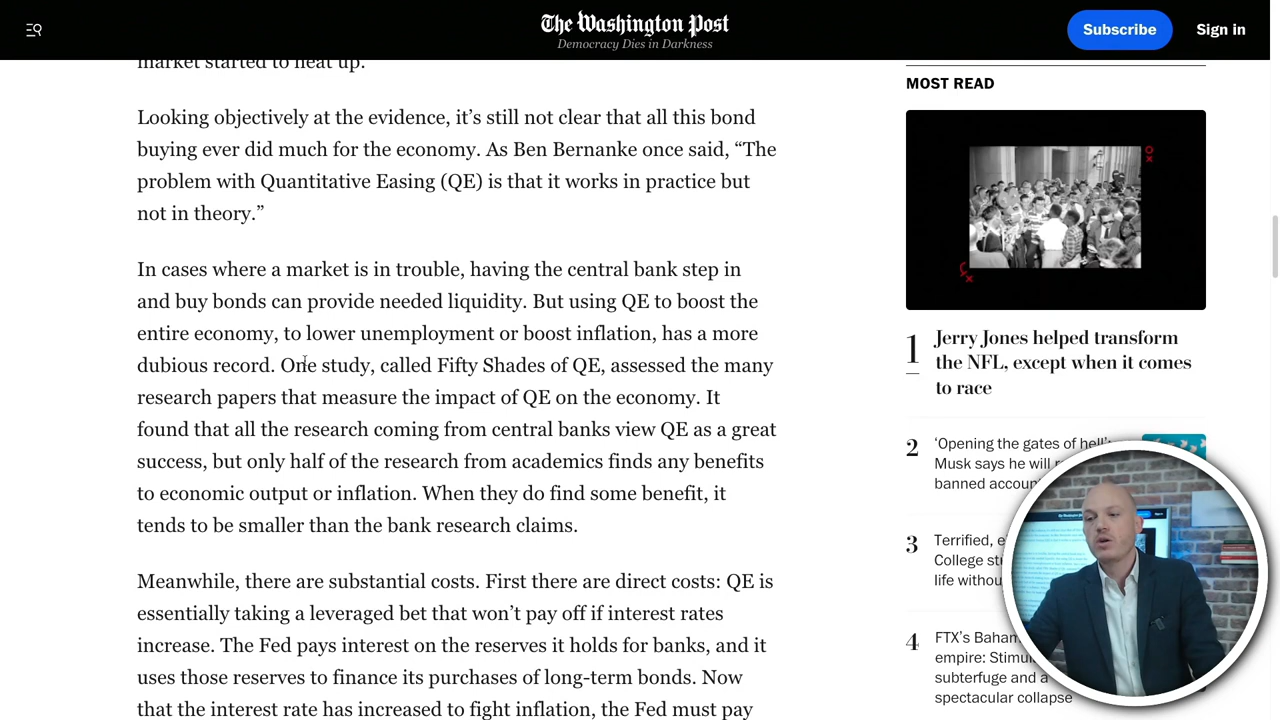 The Washington Post
Democracy Dies in Darkness
Subscribe
Sign in
market started to heat up.
Looking objectively at the evidence, it’s still not clear that all this bond
buying ever did much for the economy. As Ben Bernanke once said, “The
problem with Quantitative Easing (QE) is that it works in practice but
not in theory.”
In cases where a market is in trouble, having the central bank step in
and buy bonds can provide needed liquidity. But using QE to boost the
entire economy, to lower unemployment or boost inflation, has a more
dubious record. One study, called Fifty Shades of QE, assessed the many
research papers that measure the impact of QE on the economy. It
found that all the research coming from central banks view QE as a great
success, but only half of the research from academics finds any benefits
to economic output or inflation. When they do find some benefit, it
tends to be smaller than the bank research claims.
Meanwhile, there are substantial costs. First there are direct costs: QE is
essentially taking a leveraged bet that won’t pay off if interest rates
increase. The Fed pays interest on the reserves it holds for banks, and it
uses those reserves to finance its purchases of long-term bonds. Now
that the interest rate has increased to fight inflation, the Fed must pay
MOST READ
1
Jerry Jones helped transform
the NFL, except when it comes
to race
2
‘Opening the gates of hell’:
Musk says he will
banned
3
Terrified,
College
life
4
FTX’s
empire:
subterfuge and a
spectacular collapse